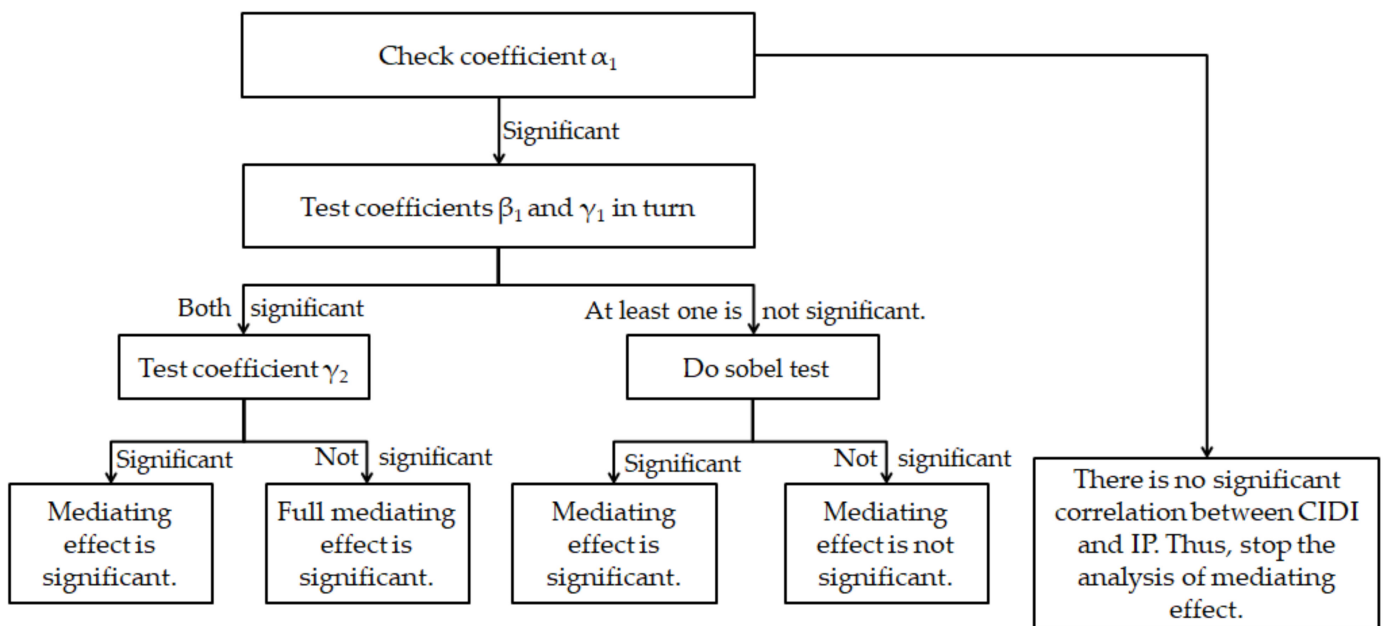 Check coefficient α₁
Significant
Test coefficients β₁ and γ₁ in turn
Both significant
At least one is not significant.
Test coefficient γ₂
Do sobel test
Significant
Not significant
Significant
Not significant
Mediating
effect is
significant.
Full mediating
effect is
significant.
Mediating
effect is
significant.
Mediating
effect is not
significant.
There is no significant
correlation between CIDI
and IP. Thus, stop the
analysis of mediating
effect.